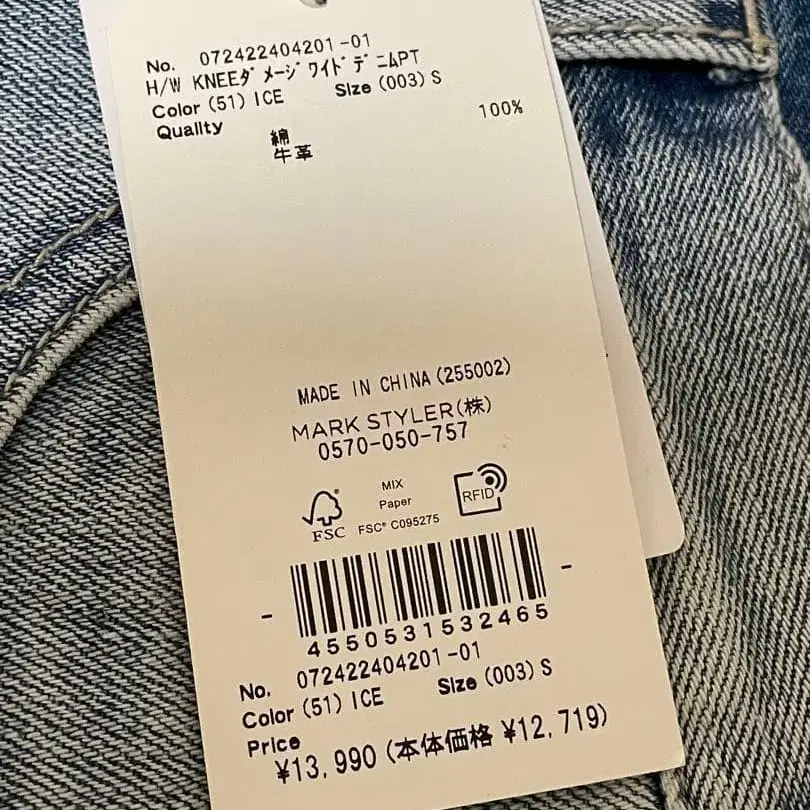 No. 072422404201-01
H/W KNEEﾀﾞﾒｰｼﾞﾜｲﾄﾞﾃﾞﾆﾑPT
Color (51) ICE Size (003) S
Quality
綿 100%
牛革
MADE IN CHINA (255002)
MARK STYLER(株)
0570-050-757
MIX
Paper
FSC® C095275
FSC
RFID
4550531532465
No. 072422404201-01
Color (51) ICE Size (003) S
Price
¥13,990 (本体価格 ¥12,719)